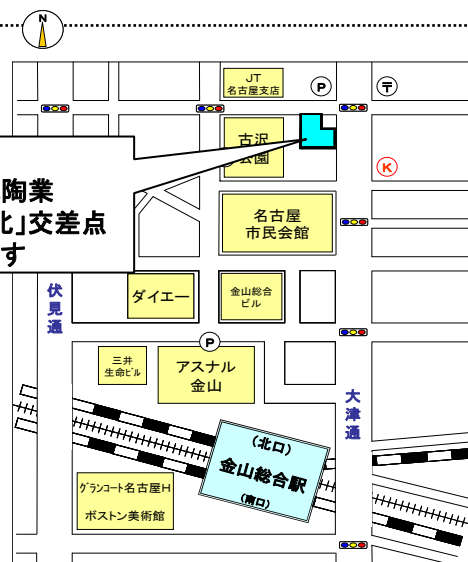 N
JT
名古屋支店
P
〒
古沢
公園
K
陶業
北」交差点
す
名古屋
市民会館
伏見通
ダイエー
金山総合
ビル
P
三井
生命ビル
アスナル
金山
大津通
(北口)
金山総合駅
(南口)
グランコート名古屋H
ボストン美術館